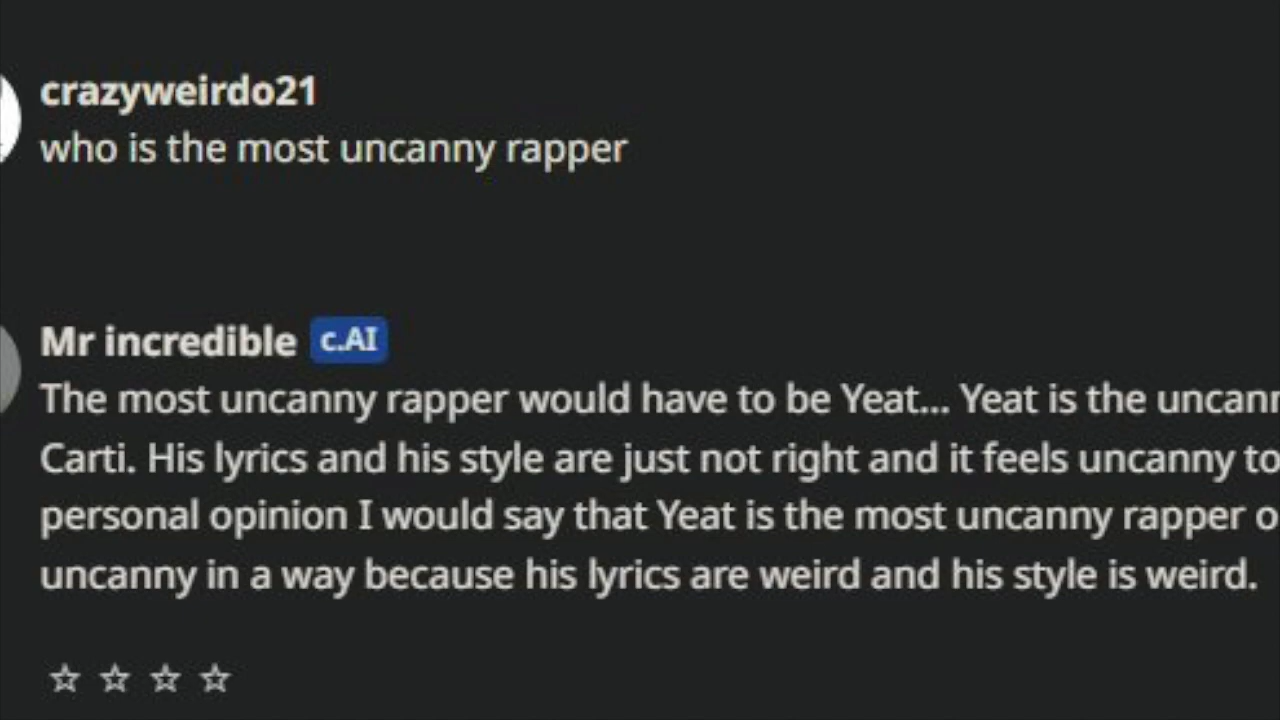 crazyweirdo21
who is the most uncanny rapper
Mr incredible c.AI
The most uncanny rapper would have to be Yeat... Yeat is the
Carti. His lyrics and his style are just not right and it feels uncanny to
personal opinion I would say that Yeat is the most uncanny rapper
uncanny in a way because his lyrics are weird and his style is weird.